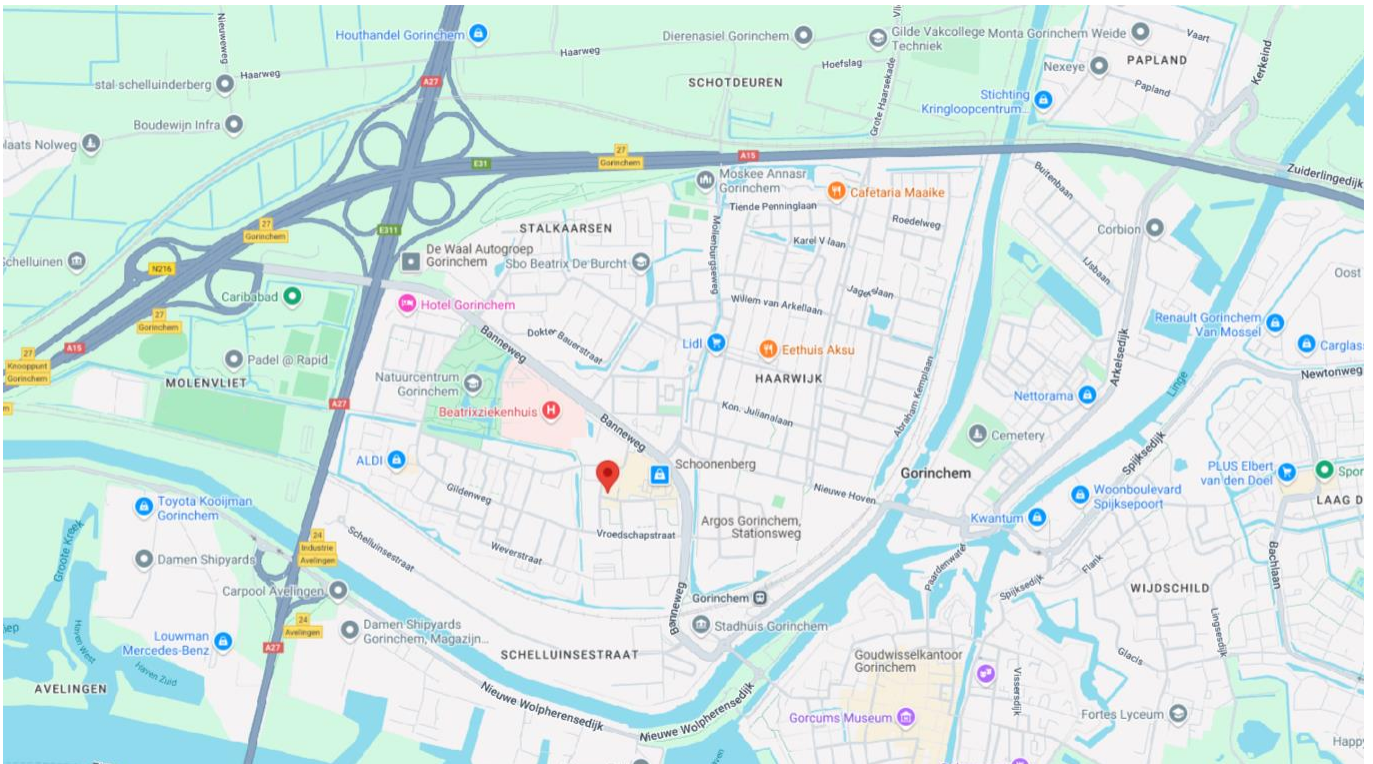 Houthandel Gorinchem
Nieuweweg
Haarweg
Haarweg
stal schelluinderberg
Boudewijn Infra
laats Nolweg
A27
Dierenasiel Gorinchem
SCHOTDEUREN
Hoefslag
Gilde Vakcollege
Techniek
Monta Gorinchem Weide
Vaart
PAPLAND
Nexeye
Papland
Kerkeind
Stichting
Kringloopcentrum...
Grote Haarsekade
27
Gorinchem
E31
A15
Moskee Annasr
Gorinchem
Cafetaria Maaike
Tiende Penninglaan
Roedelweg
Buitenbaan
Zuiderlingedijk
27
Gorinchem
E311
STALKAARSEN
De Waal Autogroep
Gorinchem
Sbo Beatrix De Burcht
Mollenburgseweg
Karel V laan
Corbion
IJsbaan
Oost
Schelluinen
N216
Caribabad
Hotel Gorinchem
Willem van Arkellaan
27
Gorinchem
A15
27
Knooppunt
Gorinchem
Banneweg
Dokter Bauerstraat
Lidl
Eethuis Aksu
HAARWIJK
Renault Gorinchem
Van Mossel
Carglas
Arkelsedijk
Newtonweg
Padel @ Rapid
MOLENVLIET
Natuurcentrum
Gorinchem
Beatrixziekenhuis
A27
Banneweg
Kon. Julianalaan
Abraham Kemplaan
Nettorama
Linge
Cemetery
Spijksedijk
ALDI
Schoonenberg
Gorinchem
PLUS Elbert
van den Doel
Spor
LAAG D
Gildenweg
Nieuwe Hoven
Woonboulevard
Spijksepoort
Kwantum
Toyota Kooijman
Gorinchem
Groote Kreek
Schelluinsestraat
Weverstraat
Vroedschapstraat
Argos Gorinchem,
Stationsweg
24
Industrie
Avelingen
Damen Shipyards
Paardenwater
Flank
Spijksedijk
WIJDSCHILD
Bachlaan
Carpool Avelingen
Gorinchem
Banneweg
Stadhuis Gorinchem
Lingsesdijk
24
Avelingen
Damen Shipyards
Gorinchem, Magazijn...
Louwman
Mercedes-Benz
A27
Haven West
Haven Zuid
AVELINGEN
SCHELLUINSESTRAAT
Goudwisselkantoor
Gorinchem
Glacis
Vissersdijk
Nieuwe Wolpherensedijk
Nieuwe Wolpherensedijk
Gorcums Museum
Fortes Lyceum
Happy